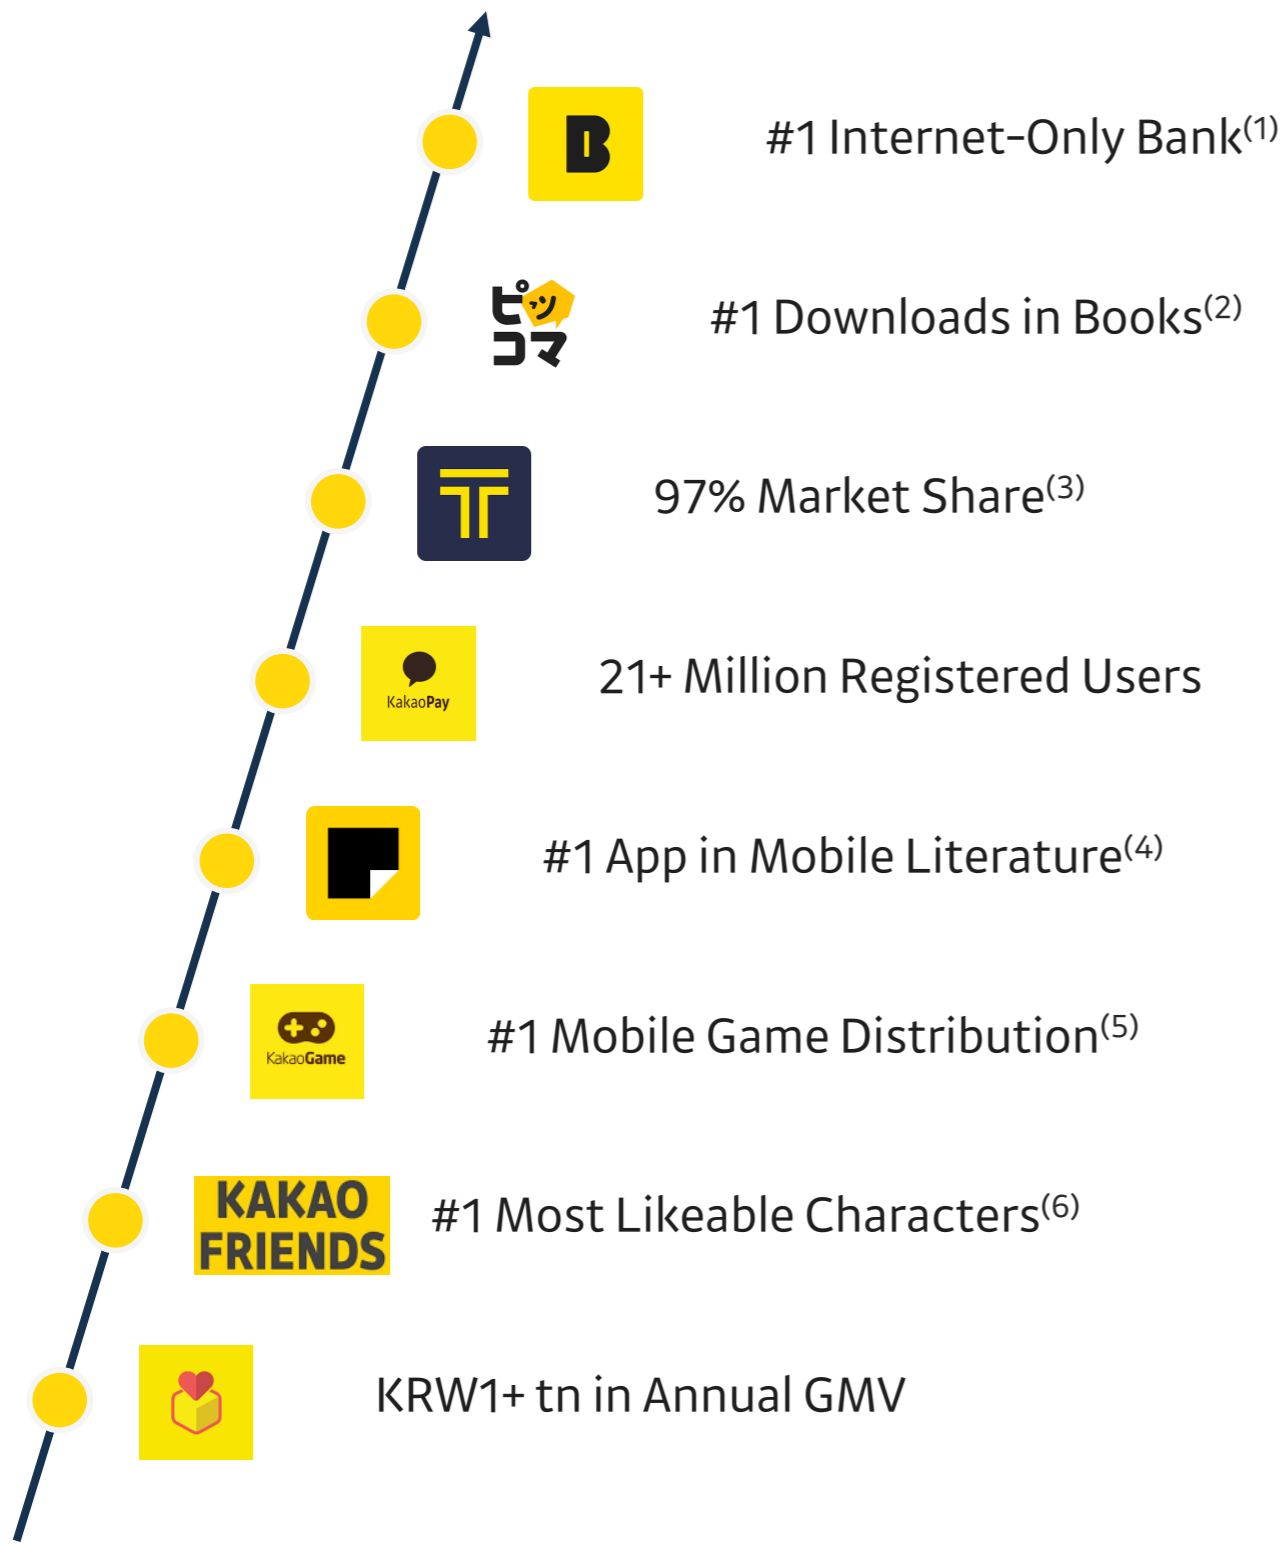 B
#1 Internet-Only Bank(1)
ピッ
コマ
#1 Downloads in Books(2)
T
97% Market Share(3)
KakaoPay
21+ Million Registered Users
#1 App in Mobile Literature(4)
KakaoGame
#1 Mobile Game Distribution(5)
KAKAO
FRIENDS
#1 Most Likeable Characters(6)
KRW1+ tn in Annual GMV